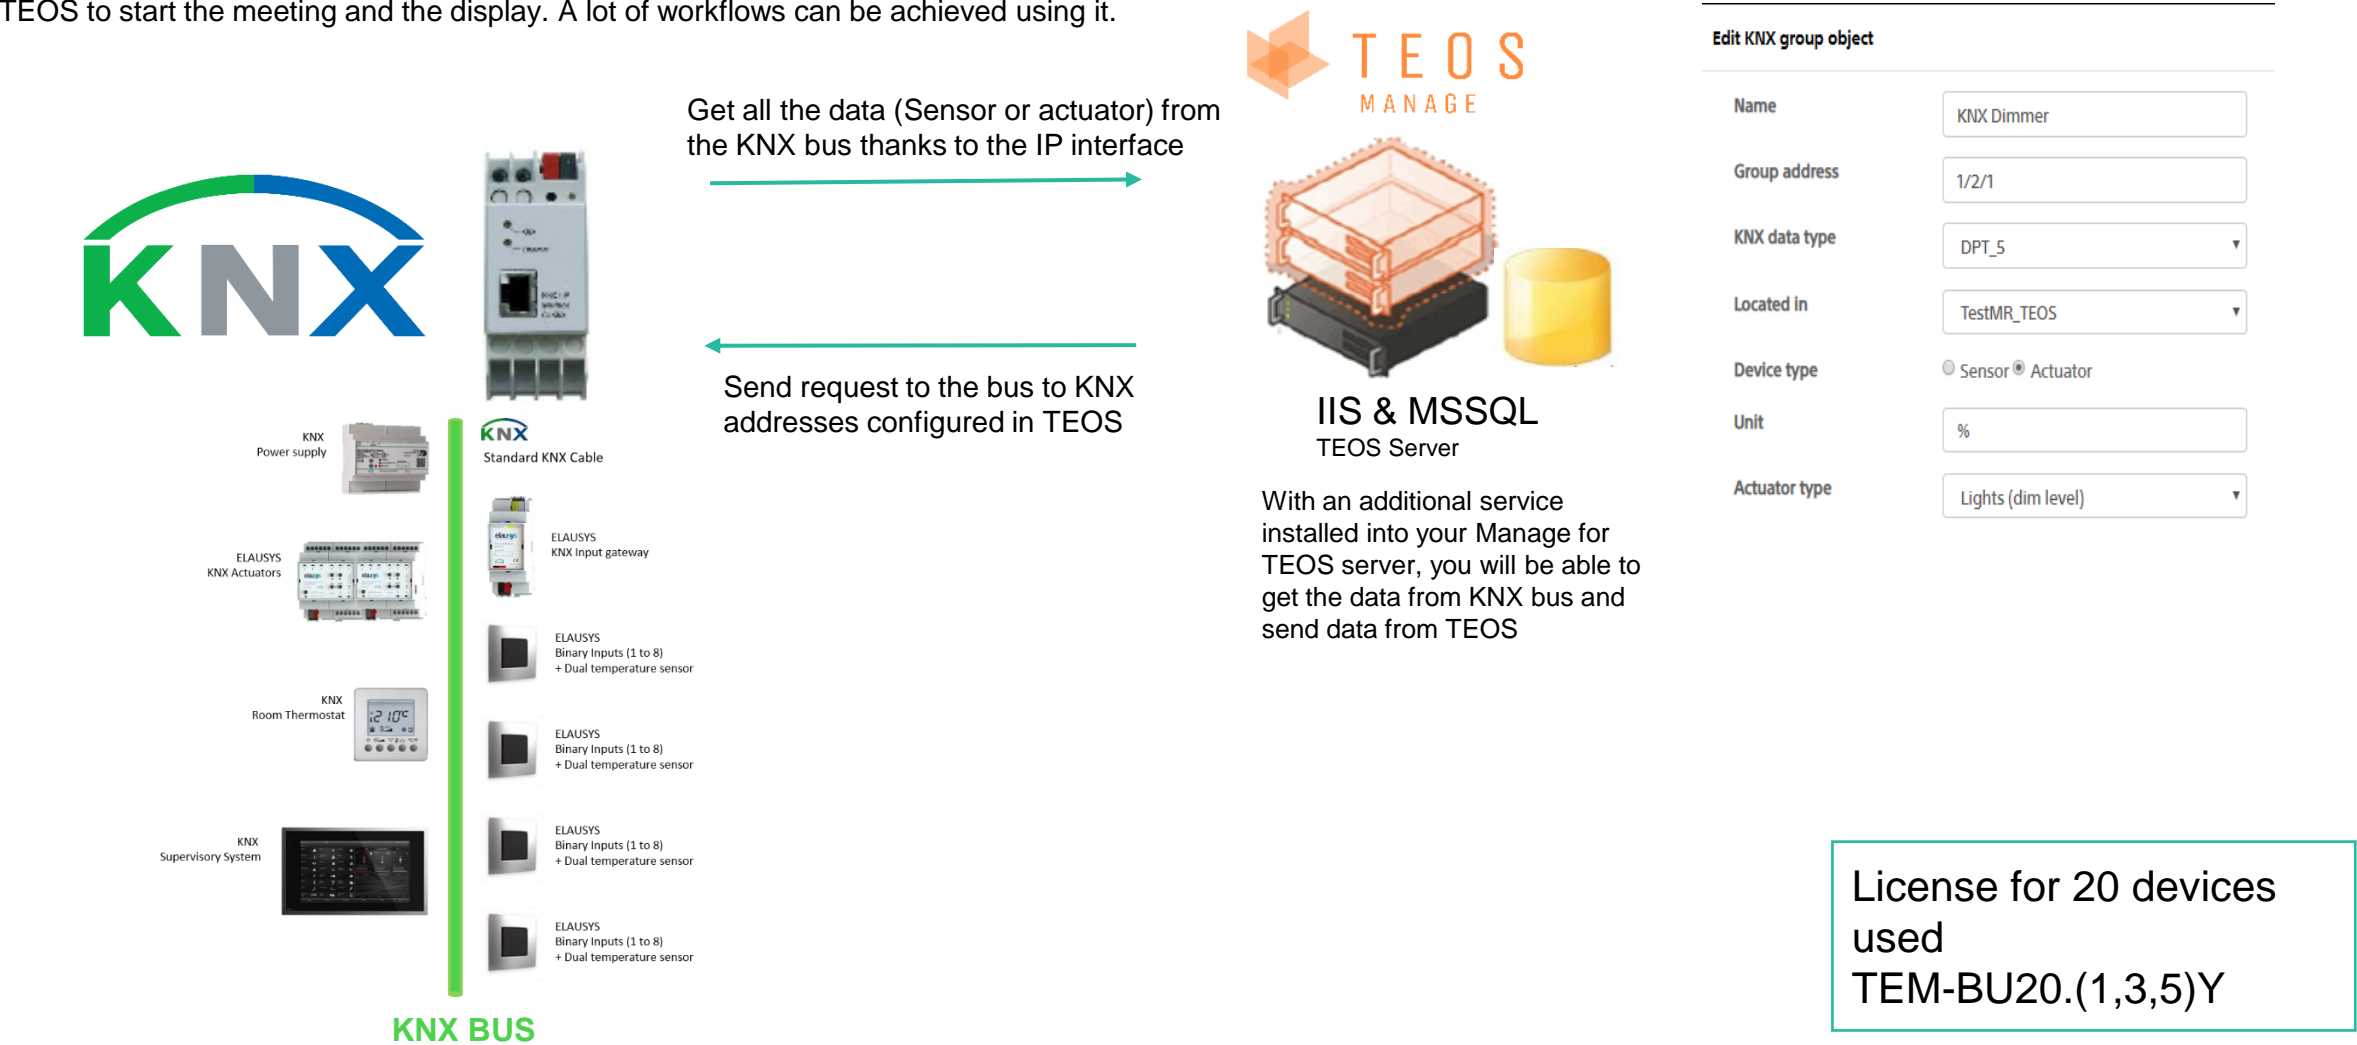 TEOS to start the meeting and the display. A lot of workflows can be achieved using it.
TEOS
MANAGE
Get all the data (Sensor or actuator) from
the KNX bus thanks to the IP interface
KNX
Send request to the bus to KNX
addresses configured in TEOS
IIS & MSSQL
TEOS Server
With an additional service
installed into your Manage for
TEOS server, you will be able to
get the data from KNX bus and
send data from TEOS
KNX
Power supply
KNX
Standard KNX Cable
ELAUSYS
KNX Actuators
elausys
ELAUSYS
KNX Input gateway
ELAUSYS
Binary Inputs (1 to 8)
+ Dual temperature sensor
KNX
Room Thermostat
21.0°C
ELAUSYS
Binary Inputs (1 to 8)
+ Dual temperature sensor
KNX
Supervisory System
ELAUSYS
Binary Inputs (1 to 8)
+ Dual temperature sensor
ELAUSYS
Binary Inputs (1 to 8)
+ Dual temperature sensor
KNX BUS
Edit KNX group object
Name
KNX Dimmer
Group address
1/2/1
KNX data type
DPT_5
Located in
TestMR_TEOS
Device type
Sensor Actuator
Unit
%
Actuator type
Lights (dim level)
License for 20 devices
used
TEM-BU20.(1,3,5)Y